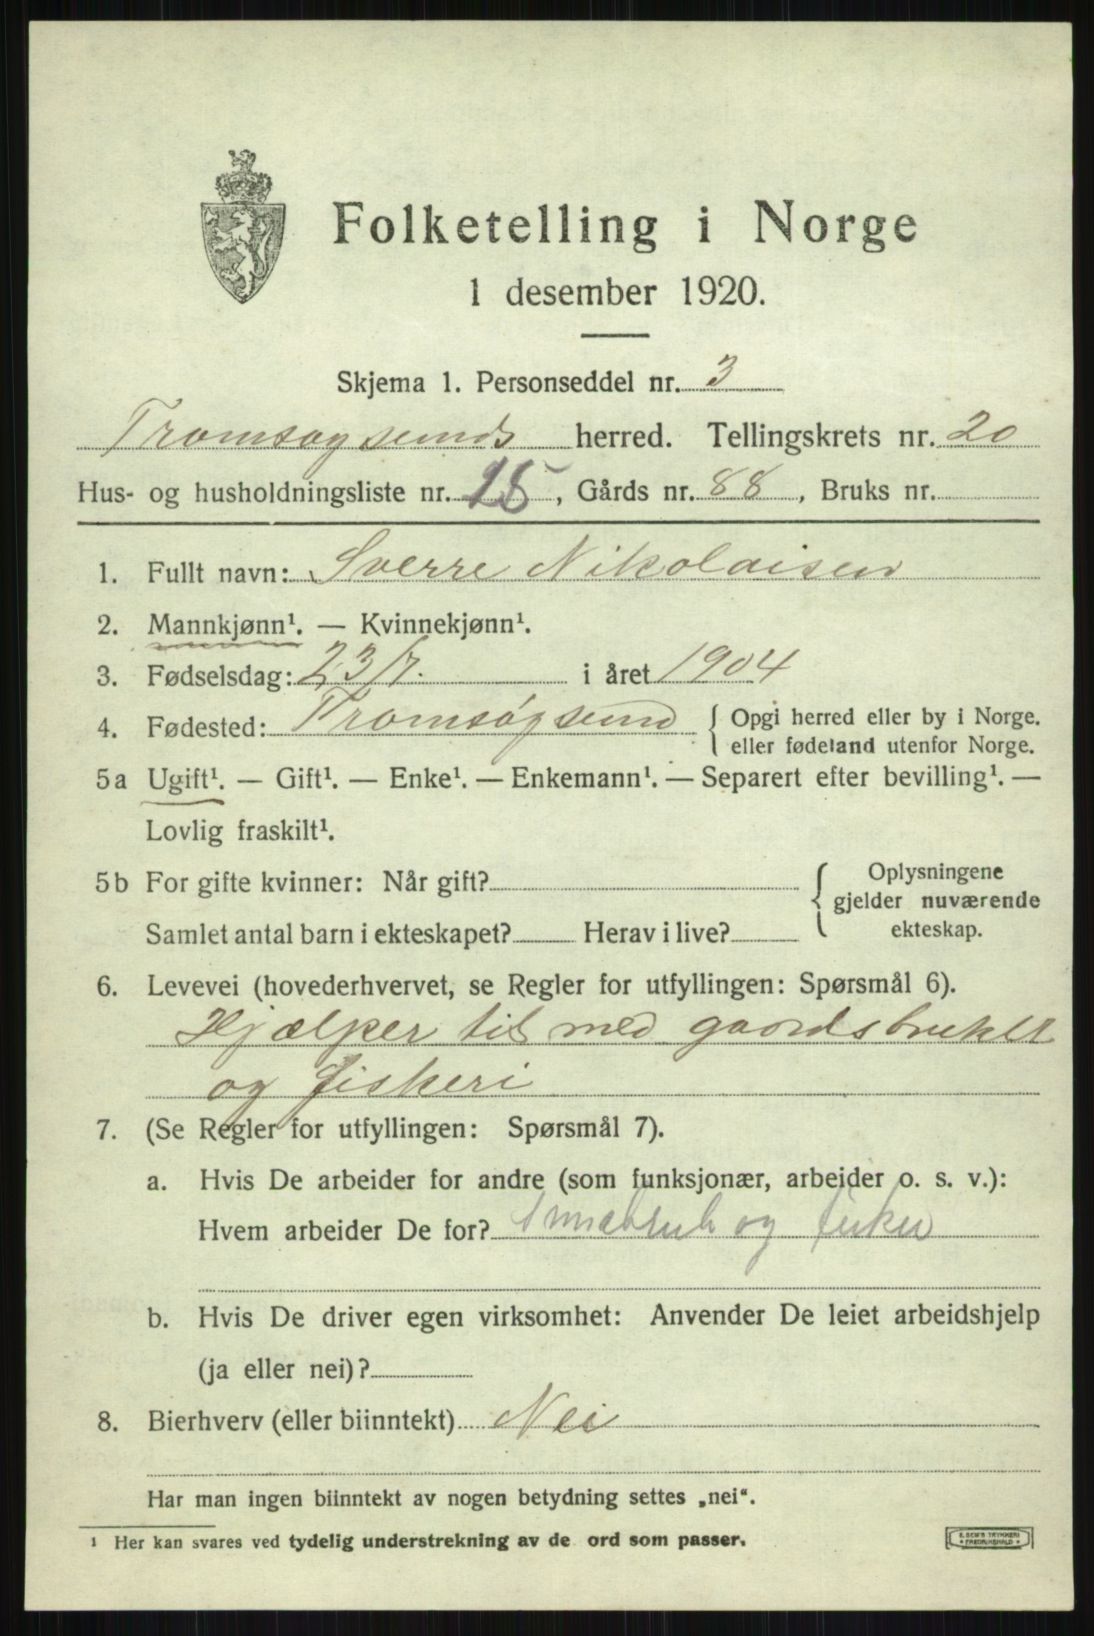 Folketelling i Norge
1 desember 1920.
Skjema 1. Personseddel nr. 3
Tromsøysunds herred. Tellingskrets nr. 20
Hus- og husholdningsliste nr. 25, Gårds nr. 88, Bruks nr.
1. Fullt navn: Sverre Nikolaisen
2. Mannkjønn¹. — Kvinnekjønn¹.
3. Fødselsdag: 23/7. i året 1904
4. Fødested: Tromsøysund { Opgi herred eller by i Norge.
eller fødeland utenfor Norge.
5a Ugift¹. — Gift¹. — Enke¹. — Enkemann¹. — Separert efter bevilling¹. —
Lovlig fraskilt¹.
5b For gifte kvinner: Når gift?
Samlet antal barn i ekteskapet? Herav i live?
{ Oplysningene
gjelder nuværende
ekteskap.
6. Levevei (hovederhvervet, se Regler for utfyllingen: Spørsmål 6).
Hjælper til med gaardsbruket
og fiskeri
7. (Se Regler for utfyllingen: Spørsmål 7).
a. Hvis De arbeider for andre (som funksjonær, arbeider o. s. v.):
Hvem arbeider De for? og
b. Hvis De driver egen virksomhet: Anvender De leiet arbeidshjelp
(ja eller nei)?
8. Bierhverv (eller biinntekt) Nei
Har man ingen biinntekt av nogen betydning settes „nei“.
¹ Her kan svares ved tydelig understrekning av de ord som passer.